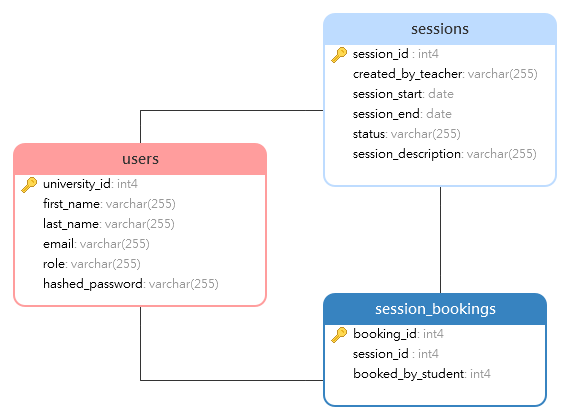 sessions
session_id : int4
created_by_teacher: varchar(255)
session_start: date
session_end: date
status: varchar(255)
session_description: varchar(255)
users
university_id: int4
first_name: varchar(255)
last_name: varchar(255)
email: varchar(255)
role: varchar(255)
hashed_password: varchar(255)
session_bookings
booking_id: int4
session_id : int4
booked_by_student: int4